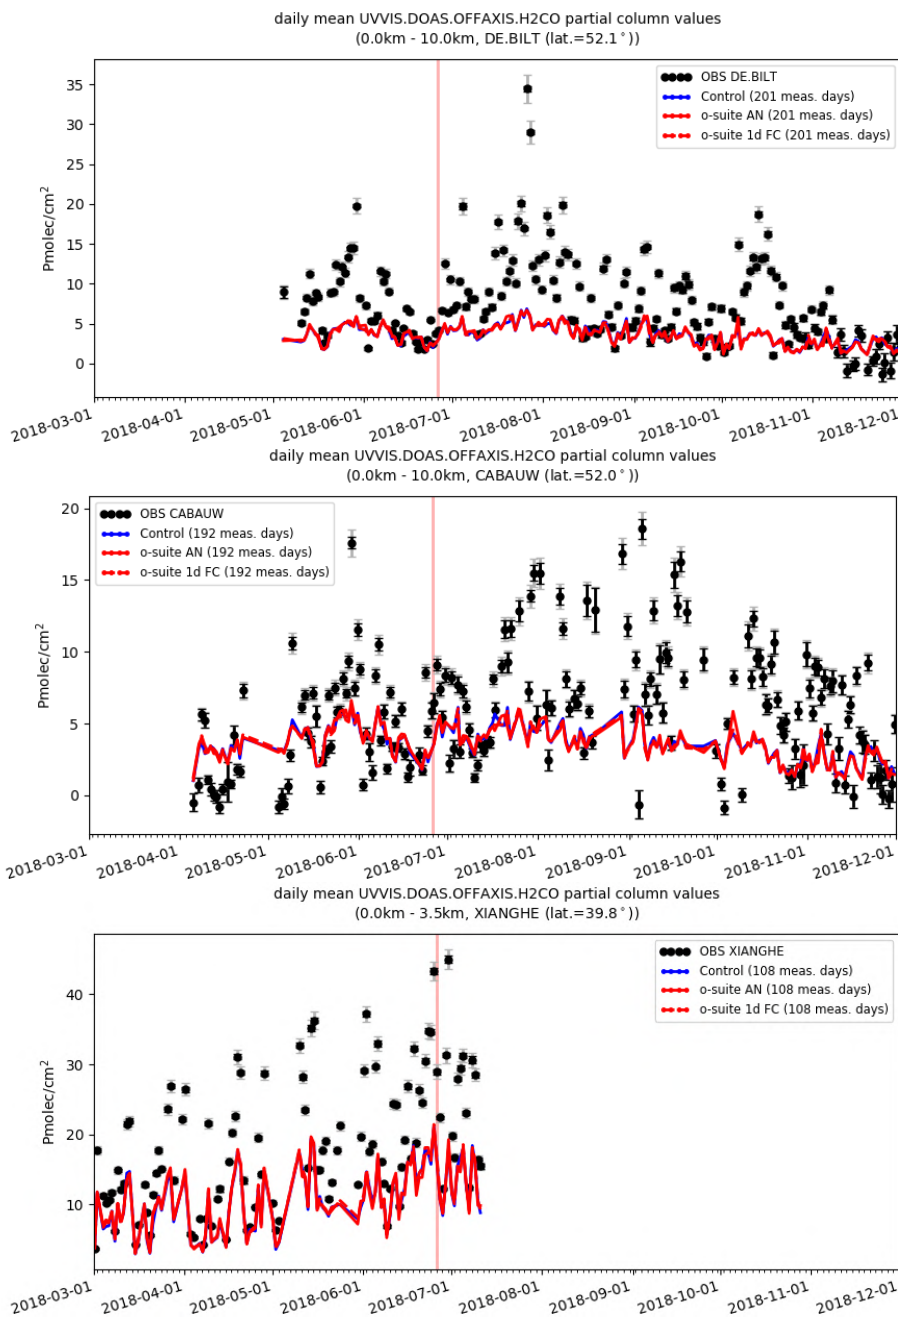 daily mean UVVIS.DOAS.OFFAXIS.H2CO partial column values
(0.0km - 10.0km, DE.BILT (lat.=52.1°))
35
30
25
20
15
10
5
0
Pmolec/cm²
OBS DE.BILT
Control (201 meas. days)
o-suite AN (201 meas. days)
o-suite 1d FC (201 meas. days)
2018-03-01
2018-04-01
2018-05-01
2018-06-01
2018-07-01
2018-08-01
2018-09-01
2018-10-01
2018-11-01
2018-12-01
daily mean UVVIS.DOAS.OFFAXIS.H2CO partial column values
(0.0km - 10.0km, CABAUW (lat.=52.0°))
20
15
10
5
0
Pmolec/cm²
OBS CABAUW
Control (192 meas. days)
o-suite AN (192 meas. days)
o-suite 1d FC (192 meas. days)
2018-03-01
2018-04-01
2018-05-01
2018-06-01
2018-07-01
2018-08-01
2018-09-01
2018-10-01
2018-11-01
2018-12-01
daily mean UVVIS.DOAS.OFFAXIS.H2CO partial column values
(0.0km - 3.5km, XIANGHE (lat.=39.8°))
40
30
20
10
Pmolec/cm²
OBS XIANGHE
Control (108 meas. days)
o-suite AN (108 meas. days)
o-suite 1d FC (108 meas. days)
2018-03-01
2018-04-01
2018-05-01
2018-06-01
2018-07-01
2018-08-01
2018-09-01
2018-10-01
2018-11-01
2018-12-01